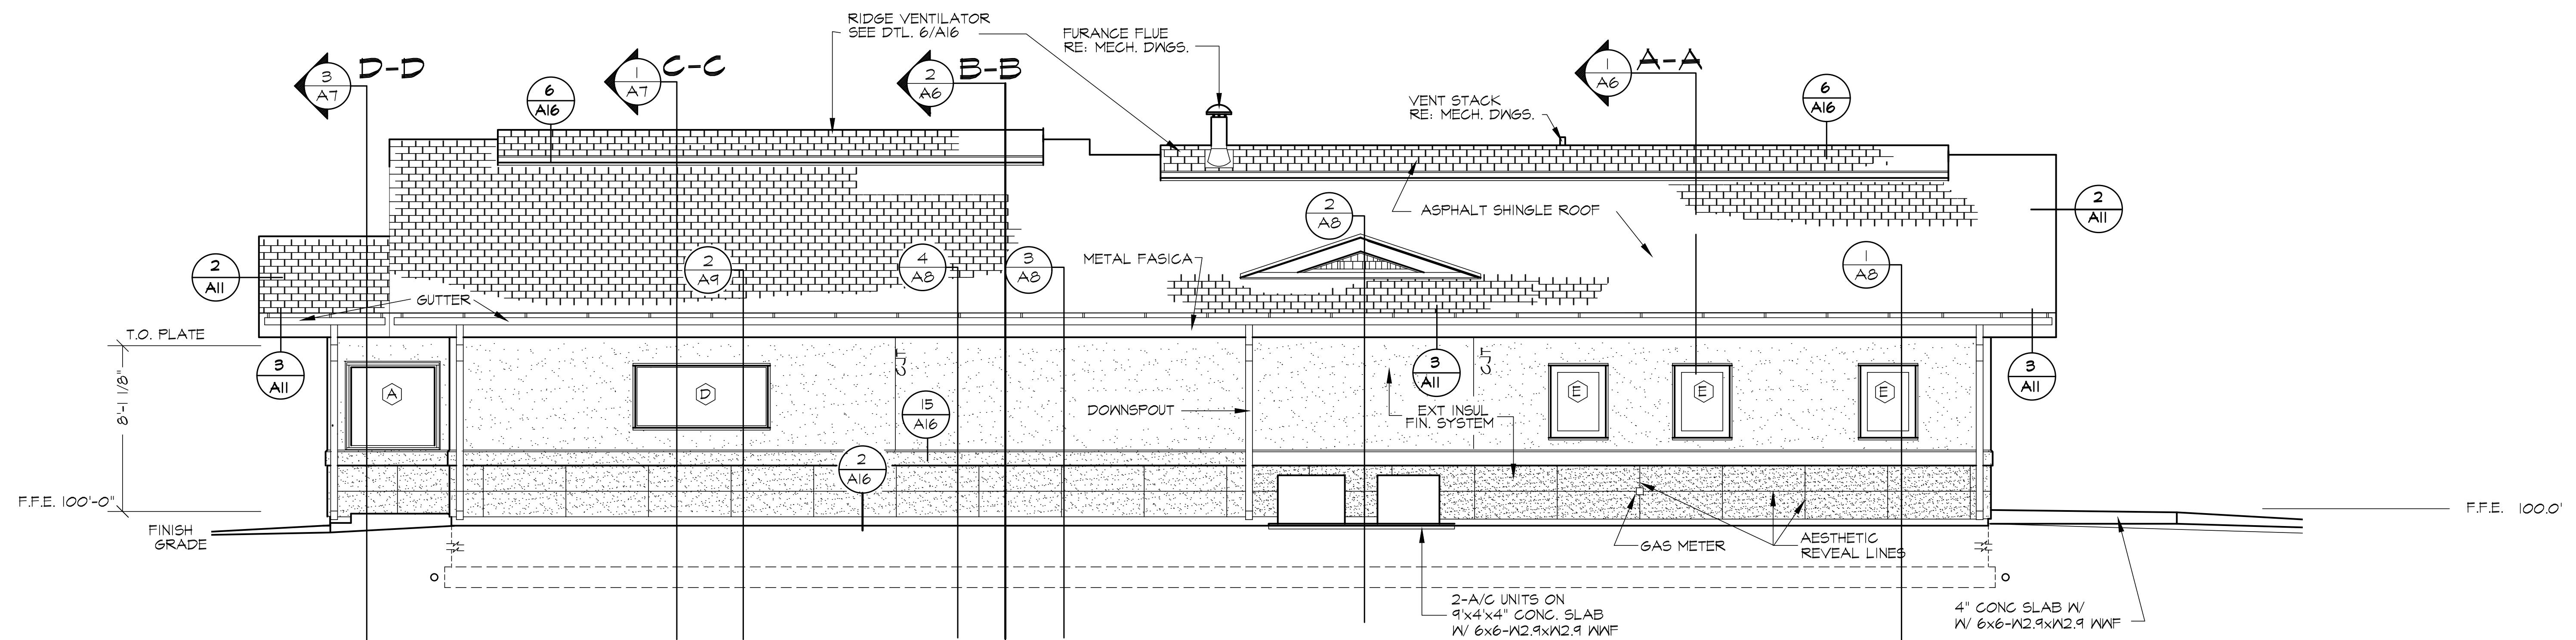 RIDGE VENTILATOR
SEE DTL. 6/A16
FURANCE FLUE
RE: MECH. DWGS.
3
A7
D-D
1
A7
C-C
2
A6
B-B
1
A6
A-A
6
A16
VENT STACK
RE: MECH. DWGS.
6
A16
2
A11
2
A8
ASPHALT SHINGLE ROOF
2
A11
2
A9
4
A8
3
A8
METAL FASICA
1
A8
GUTTER
T.O. PLATE
8'-1 1/8"
3
A11
EJ
EJ
3
A11
3
A11
A
D
E
E
E
15
A16
DOWNSPOUT
EXT INSUL
FIN. SYSTEM
2
A16
F.F.E. 100'-0"
F.F.E. 100.0'
FINISH
GRADE
GAS METER
AESTHETIC
REVEAL LINES
2-A/C UNITS ON
9'x4'x4" CONC. SLAB
W/ 6x6-W2.9xW2.9 WWF
4" CONC SLAB W/
W/ 6x6-W2.9xW2.9 WWF